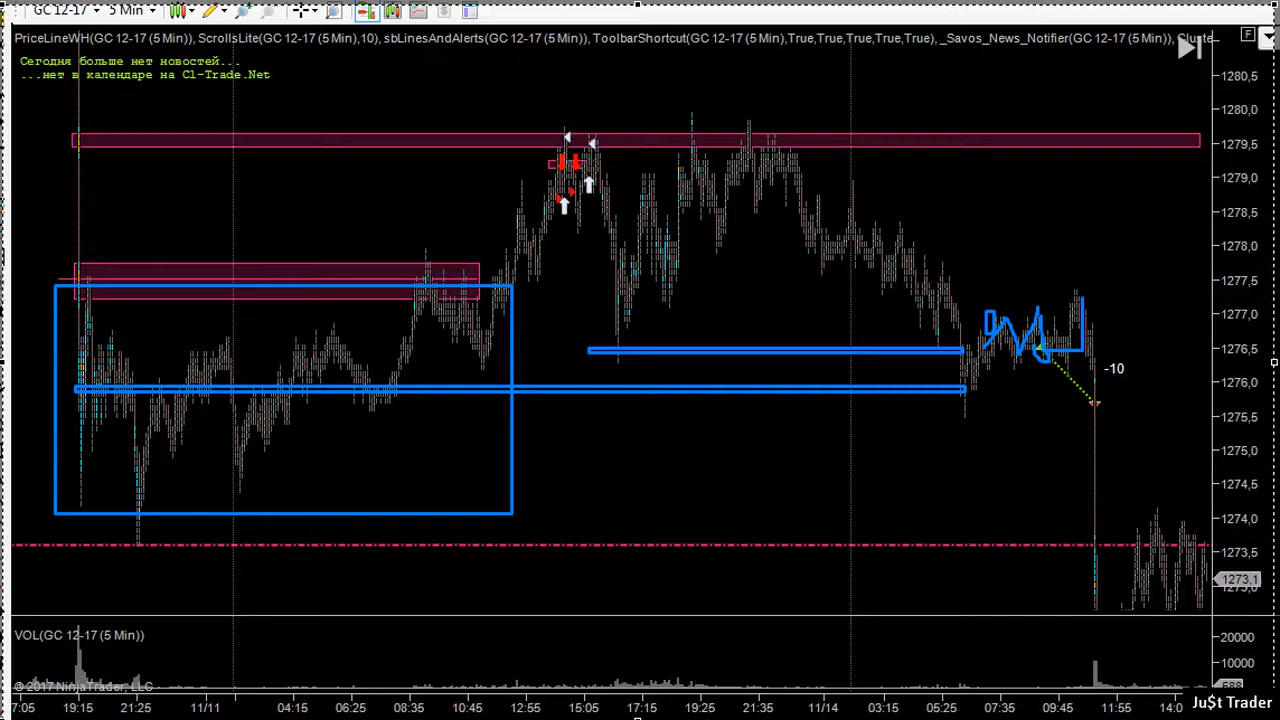 GC 12-17 5 Min
PriceLineWH(GC 12-17 (5 Min)), ScrollsLite(GC 12-17 (5 Min),10), sbLinesAndAlerts(GC 12-17 (5 Min)), ToolbarShortcut(GC 12-17 (5 Min),True,True,True,True), _Savos_News_Notifier(GC 12-17 (5 Min)), Cluste
F
Сегодня больше нет новостей...
...нет в календаре на Cl-Trade.Net
1280,5
1280,0
1279,5
1279,0
1278,5
1278,0
1277,5
1277,0
1276,5
1276,0
1275,5
1275,0
1274,5
1274,0
1273,5
1273,1
1273,0
-10
VOL(GC 12-17 (5 Min))
20000
10000
588
© 2017 NinjaTrader, LLC
7:05 19:15 21:25 11/11 04:15 06:25 08:35 10:45 12:55 15:05 17:15 19:25 21:35 11/14 05:25 07:35 09:45 11:55 14:0
Ju$t Trader